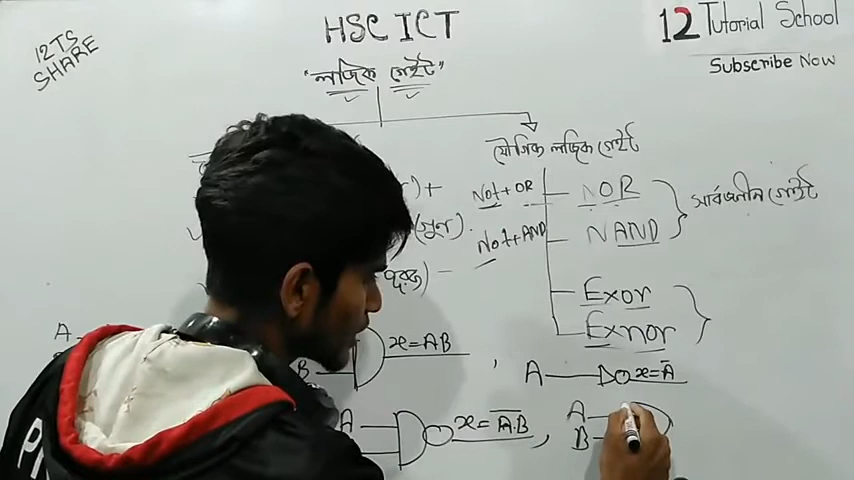 12TS
SHARE
HSC ICT
"লজিক গেইট"
12 Tutorial School
Subscribe Now
যৌগিক লজিক গেইট
) +
Not + OR
NOR
সার্বজনীন গেইট
(গুন) .
Not + AND
NAND
(পূরক) -
Exor
Exnor
A
B
x = AB
,
A
x = A̅
A
x = A̅B̅
,
A
B